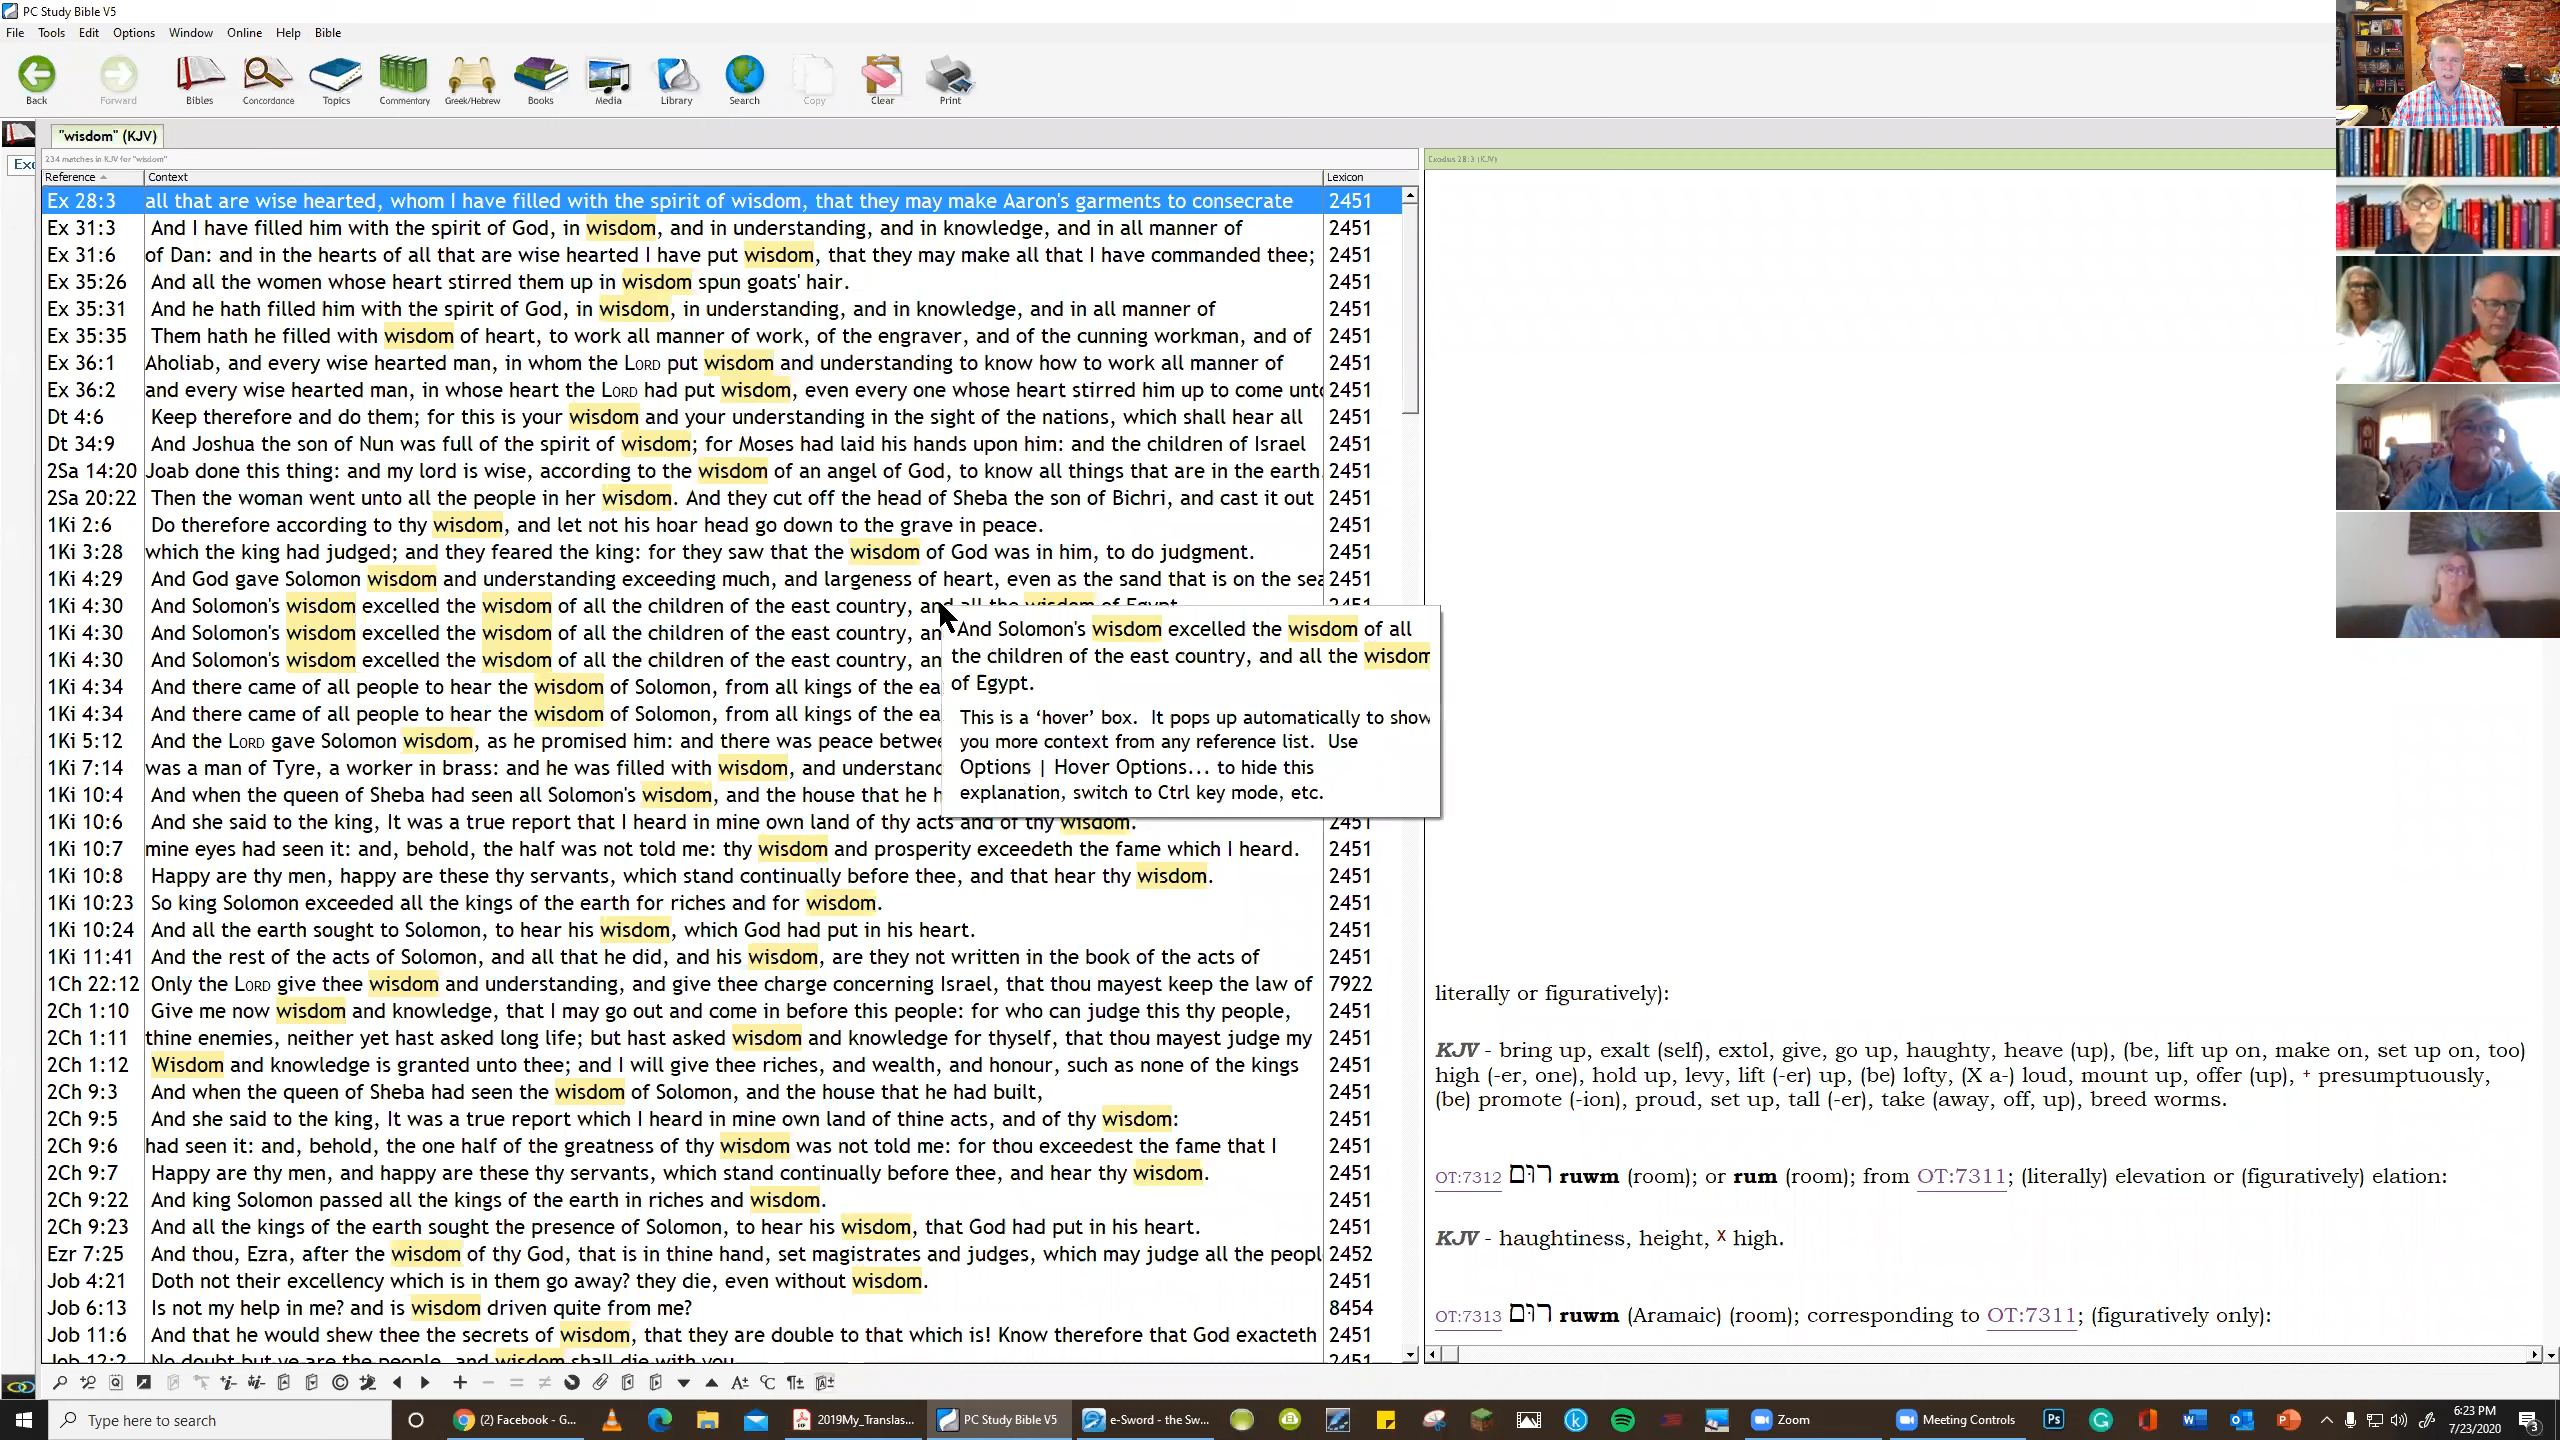 PC Study Bible V5
File Tools Edit Options Window Online Help Bible
Back Forward Bibles Concordance Topics Commentary Greek/Hebrew Books Media Library Search Copy Clear Print
"wisdom" (KJV)
234 matches in KJV for "wisdom"
Exodus 28:3 (KJV)
Exo
Reference Context Lexicon
Ex 28:3 all that are wise hearted, whom I have filled with the spirit of wisdom, that they may make Aaron's garments to consecrate 2451
Ex 31:3 And I have filled him with the spirit of God, in wisdom, and in understanding, and in knowledge, and in all manner of 2451
Ex 31:6 of Dan: and in the hearts of all that are wise hearted I have put wisdom, that they may make all that I have commanded thee; 2451
Ex 35:26 And all the women whose heart stirred them up in wisdom spun goats' hair. 2451
Ex 35:31 And he hath filled him with the spirit of God, in wisdom, in understanding, and in knowledge, and in all manner of 2451
Ex 35:35 Them hath he filled with wisdom of heart, to work all manner of work, of the engraver, and of the cunning workman, and of 2451
Ex 36:1 Aholiab, and every wise hearted man, in whom the LORD put wisdom and understanding to know how to work all manner of 2451
Ex 36:2 and every wise hearted man, in whose heart the LORD had put wisdom, even every one whose heart stirred him up to come unto 2451
Dt 4:6 Keep therefore and do them; for this is your wisdom and your understanding in the sight of the nations, which shall hear all 2451
Dt 34:9 And Joshua the son of Nun was full of the spirit of wisdom; for Moses had laid his hands upon him: and the children of Israel 2451
2Sa 14:20 Joab done this thing: and my lord is wise, according to the wisdom of an angel of God, to know all things that are in the earth. 2451
2Sa 20:22 Then the woman went unto all the people in her wisdom. And they cut off the head of Sheba the son of Bichri, and cast it out 2451
1Ki 2:6 Do therefore according to thy wisdom, and let not his hoar head go down to the grave in peace. 2451
1Ki 3:28 which the king had judged; and they feared the king: for they saw that the wisdom of God was in him, to do judgment. 2451
1Ki 4:29 And God gave Solomon wisdom and understanding exceeding much, and largeness of heart, even as the sand that is on the sea 2451
1Ki 4:30 And Solomon's wisdom excelled the wisdom of all the children of the east country, and all the wisdom of Egypt. 2451
1Ki 4:30 And Solomon's wisdom excelled the wisdom of all the children of the east country, an
1Ki 4:30 And Solomon's wisdom excelled the wisdom of all the children of the east country, an
1Ki 4:34 And there came of all people to hear the wisdom of Solomon, from all kings of the ea
1Ki 4:34 And there came of all people to hear the wisdom of Solomon, from all kings of the ea
1Ki 5:12 And the LORD gave Solomon wisdom, as he promised him: and there was peace betwee
1Ki 7:14 was a man of Tyre, a worker in brass: and he was filled with wisdom, and understand
1Ki 10:4 And when the queen of Sheba had seen all Solomon's wisdom, and the house that he h
1Ki 10:6 And she said to the king, It was a true report that I heard in mine own land of thy acts and of thy wisdom. 2451
1Ki 10:7 mine eyes had seen it: and, behold, the half was not told me: thy wisdom and prosperity exceedeth the fame which I heard. 2451
1Ki 10:8 Happy are thy men, happy are these thy servants, which stand continually before thee, and that hear thy wisdom. 2451
1Ki 10:23 So king Solomon exceeded all the kings of the earth for riches and for wisdom. 2451
1Ki 10:24 And all the earth sought to Solomon, to hear his wisdom, which God had put in his heart. 2451
1Ki 11:41 And the rest of the acts of Solomon, and all that he did, and his wisdom, are they not written in the book of the acts of 2451
1Ch 22:12 Only the LORD give thee wisdom and understanding, and give thee charge concerning Israel, that thou mayest keep the law of 7922
2Ch 1:10 Give me now wisdom and knowledge, that I may go out and come in before this people: for who can judge this thy people, 2451
2Ch 1:11 thine enemies, neither yet hast asked long life; but hast asked wisdom and knowledge for thyself, that thou mayest judge my 2451
2Ch 1:12 Wisdom and knowledge is granted unto thee; and I will give thee riches, and wealth, and honour, such as none of the kings 2451
2Ch 9:3 And when the queen of Sheba had seen the wisdom of Solomon, and the house that he had built, 2451
2Ch 9:5 And she said to the king, It was a true report which I heard in mine own land of thine acts, and of thy wisdom: 2451
2Ch 9:6 had seen it: and, behold, the one half of the greatness of thy wisdom was not told me: for thou exceedest the fame that I 2451
2Ch 9:7 Happy are thy men, and happy are these thy servants, which stand continually before thee, and hear thy wisdom. 2451
2Ch 9:22 And king Solomon passed all the kings of the earth in riches and wisdom. 2451
2Ch 9:23 And all the kings of the earth sought the presence of Solomon, to hear his wisdom, that God had put in his heart. 2451
Ezr 7:25 And thou, Ezra, after the wisdom of thy God, that is in thine hand, set magistrates and judges, which may judge all the peopl 2452
Job 4:21 Doth not their excellency which is in them go away? they die, even without wisdom. 2451
Job 6:13 Is not my help in me? and is wisdom driven quite from me? 8454
Job 11:6 And that he would shew thee the secrets of wisdom, that they are double to that which is! Know therefore that God exacteth 2451
Job 12:2 No doubt but ye are the people, and wisdom shall die with you. 2451
And Solomon's wisdom excelled the wisdom of all
the children of the east country, and all the wisdom
of Egypt.
This is a ‘hover’ box. It pops up automatically to show
you more context from any reference list. Use
Options | Hover Options... to hide this
explanation, switch to Ctrl key mode, etc.
literally or figuratively):
KJV - bring up, exalt (self), extol, give, go up, haughty, heave (up), (be, lift up on, make on, set up on, too)
high (-er, one), hold up, levy, lift (-er) up, (be) lofty, (X a-) loud, mount up, offer (up), + presumptuously,
(be) promote (-ion), proud, set up, tall (-er), take (away, off, up), breed worms.
OT:7312 רוּם ruwm (room); or rum (room); from OT:7311; (literally) elevation or (figuratively) elation:
KJV - haughtiness, height, X high.
OT:7313 רוּם ruwm (Aramaic) (room); corresponding to OT:7311; (figuratively only):
Type here to search
(2) Facebook - G...
2019My_Translas...
PC Study Bible V5
e-Sword - the Sw...
Zoom
Meeting Controls
6:23 PM
7/23/2020
3